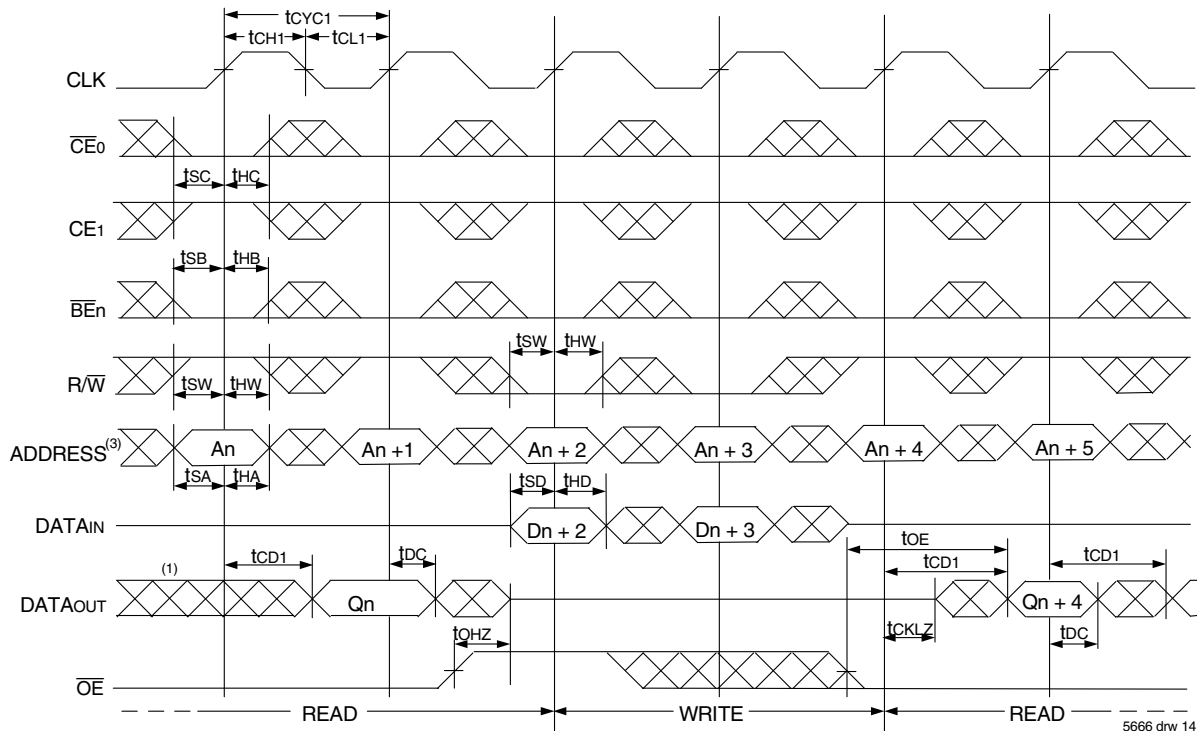 tCYC1
tCH1 tCL1
CLK
CE0
tSC tHC
CE1
tSB tHB
BEn
tSW tHW
R/W
tSW tHW
ADDRESS(3) An An +1 An + 2 An + 3 An + 4 An + 5
tSA tHA tSD tHD
DATAIN Dn + 2 Dn + 3
tOE
(1) tCD1 tDC tCD1 tCD1
DATAOUT Qn Qn + 4
tOHZ tCKLZ tDC
OE
READ WRITE READ
5666 drw 14